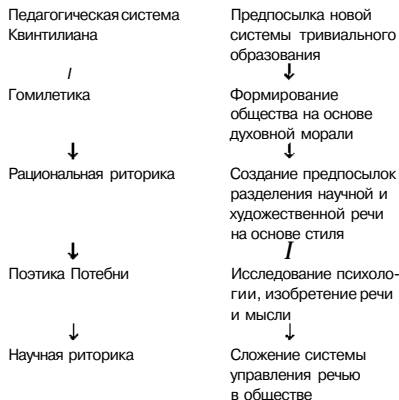 Педагогическая система
Квинтилиана
Предпосылка новой
системы тривиального
образования
Гомилетика
Формирование
общества на основе
духовной морали
Рациональная риторика
Создание предпосылок
разделения научной и
художественной речи
на основе стиля
Поэтика Потебни
Исследование психоло-
гии, изобретение речи
и мысли
Научная риторика
Сложение системы
управления речью
в обществе